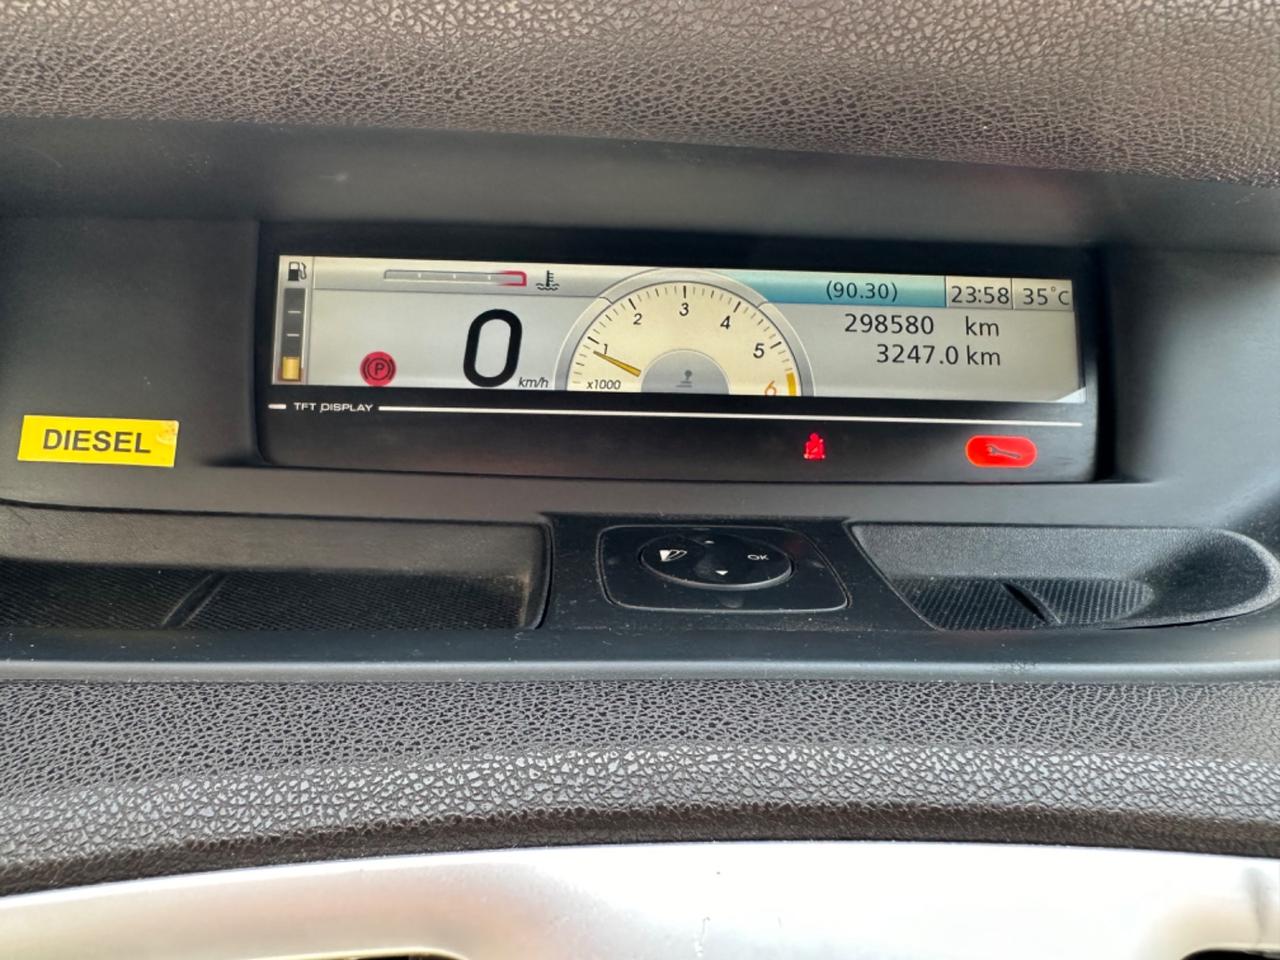 (90.30) 23:58 35°C
298580 km
3247.0 km
0 km/h
1 2 3 4 5 6
x1000
P
TFT DISPLAY
DIESEL
OK